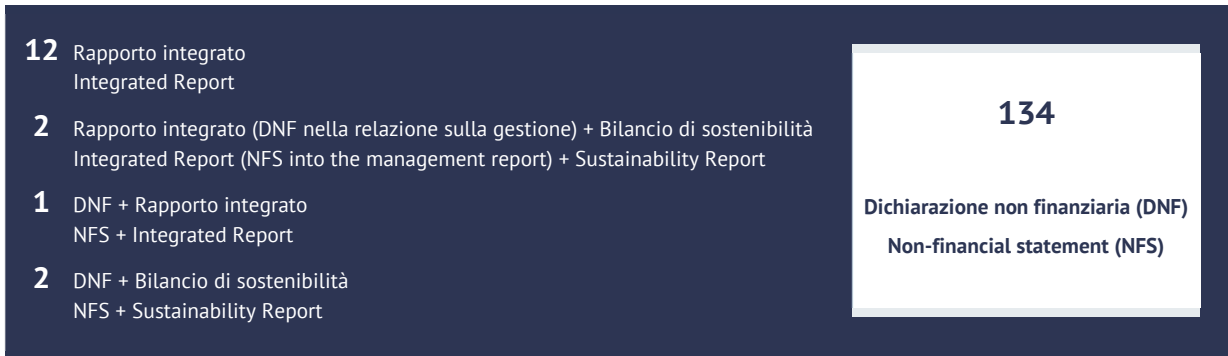 12 Rapporto integrato
Integrated Report
2 Rapporto integrato (DNF nella relazione sulla gestione) + Bilancio di sostenibilità
Integrated Report (NFS into the management report) + Sustainability Report
1 DNF + Rapporto integrato
NFS + Integrated Report
2 DNF + Bilancio di sostenibilità
NFS + Sustainability Report
134
Dichiarazione non finanziaria (DNF)
Non-financial statement (NFS)